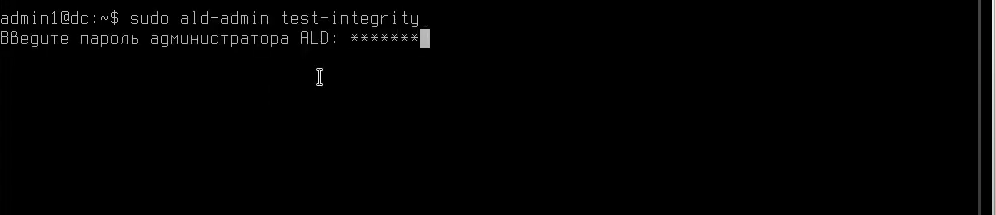 admin1@dc:~$ sudo ald-admin test-integrity
Введите пароль администратора ALD: *******